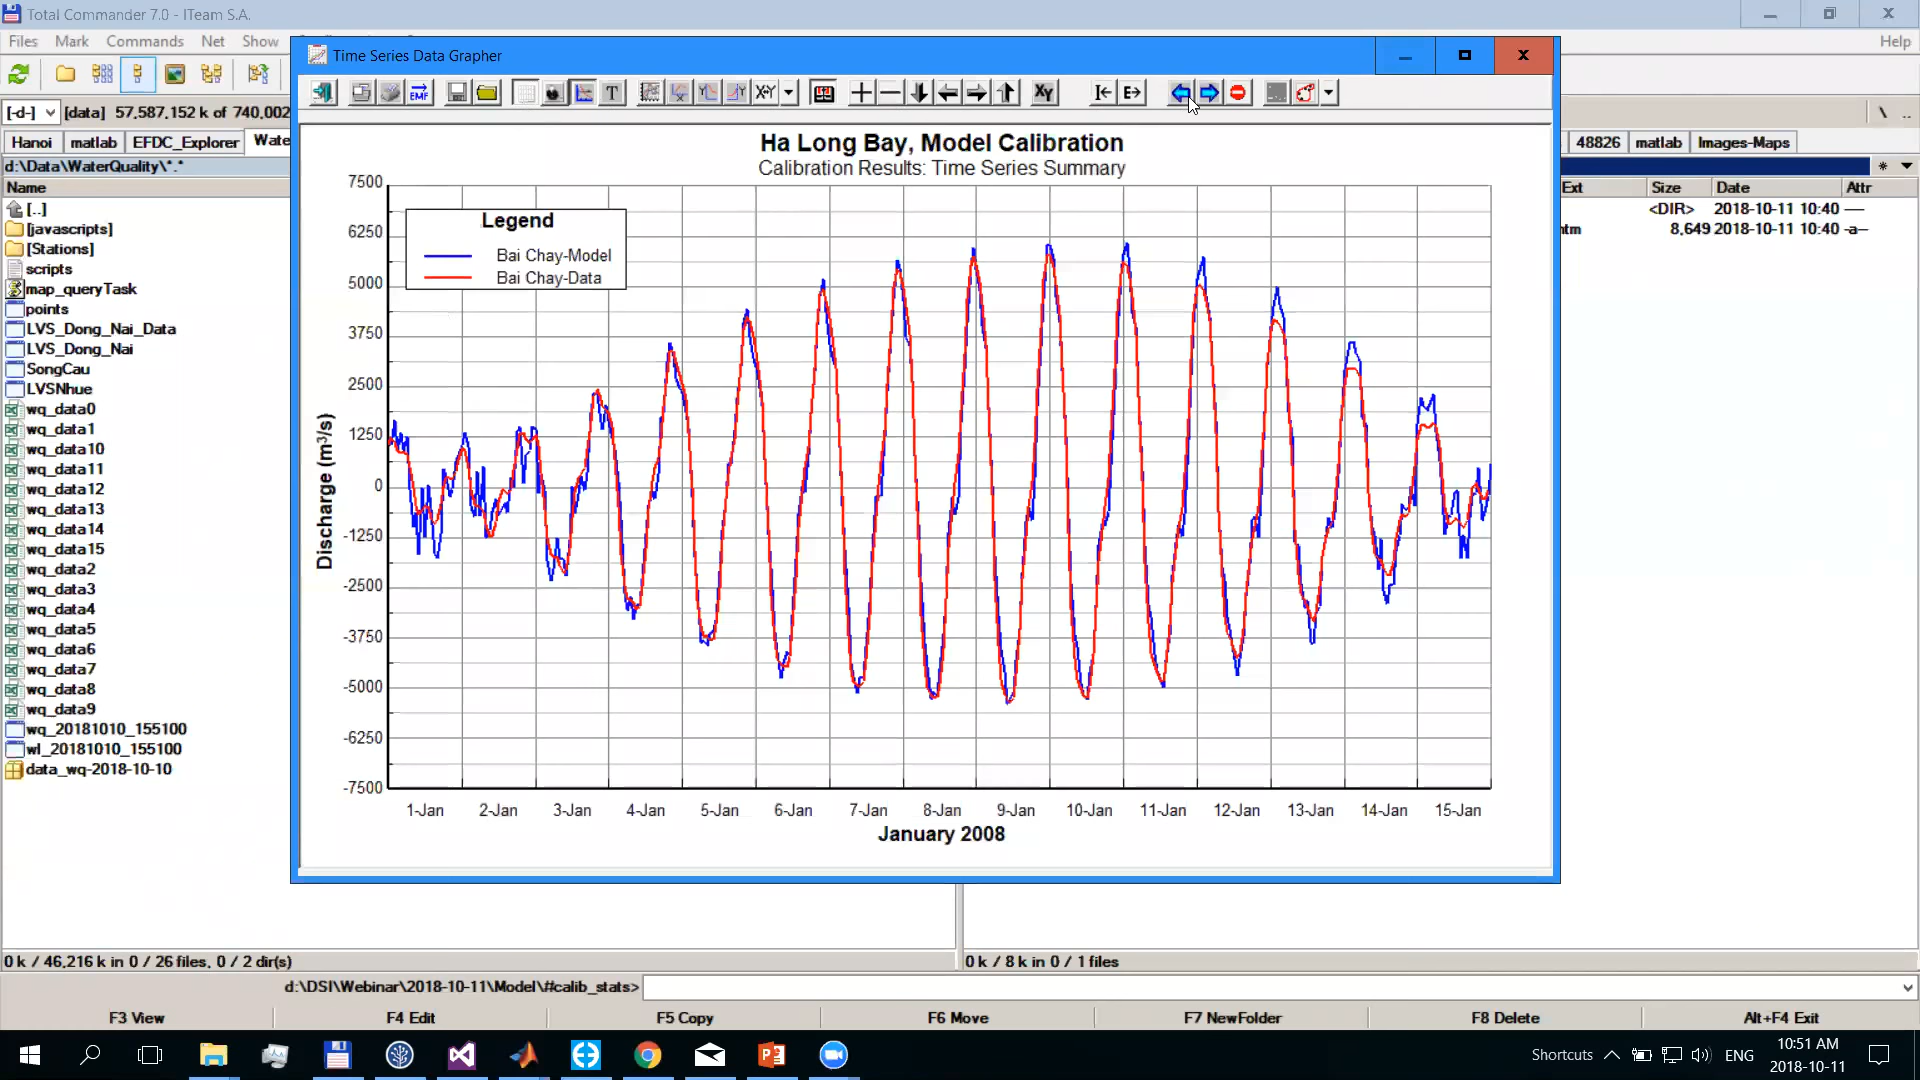 Total Commander 7.0 - ITeam S.A.
Files Mark Commands Net Show Help
Time Series Data Grapher
EMF T X+Y XY I E
[-d-] [data] 57,587,152 k of 740,002
Hanoi matlab EFDC_Explorer Wate 48826 matlab Images-Maps
d:\Data\WaterQuality\*.* * 
Name Ext Size Date Attr
[..] <DIR> 2018-10-11 10:40 ----
[javascripts] htm 8,649 2018-10-11 10:40 -a--
[Stations]
scripts
map_queryTask
points
LVS_Dong_Nai_Data
LVS_Dong_Nai
SongCau
LVSNhue
wq_data0
wq_data1
wq_data10
wq_data11
wq_data12
wq_data13
wq_data14
wq_data15
wq_data2
wq_data3
wq_data4
wq_data5
wq_data6
wq_data7
wq_data8
wq_data9
wq_20181010_155100
wl_20181010_155100
data_wq-2018-10-10
Ha Long Bay, Model Calibration
Calibration Results: Time Series Summary
Legend
Bai Chay-Model
Bai Chay-Data
Discharge (m³/s)
7500
6250
5000
3750
2500
1250
0
-1250
-2500
-3750
-5000
-6250
-7500
1-Jan 2-Jan 3-Jan 4-Jan 5-Jan 6-Jan 7-Jan 8-Jan 9-Jan 10-Jan 11-Jan 12-Jan 13-Jan 14-Jan 15-Jan
January 2008
0 k / 46,216 k in 0 / 26 files, 0 / 2 dir(s) 0 k / 8 k in 0 / 1 files
d:\DSI\Webinar\2018-10-11\Model\#calib_stats>
F3 View F4 Edit F5 Copy F6 Move F7 NewFolder F8 Delete Alt+F4 Exit
Shortcuts ENG 10:51 AM
2018-10-11